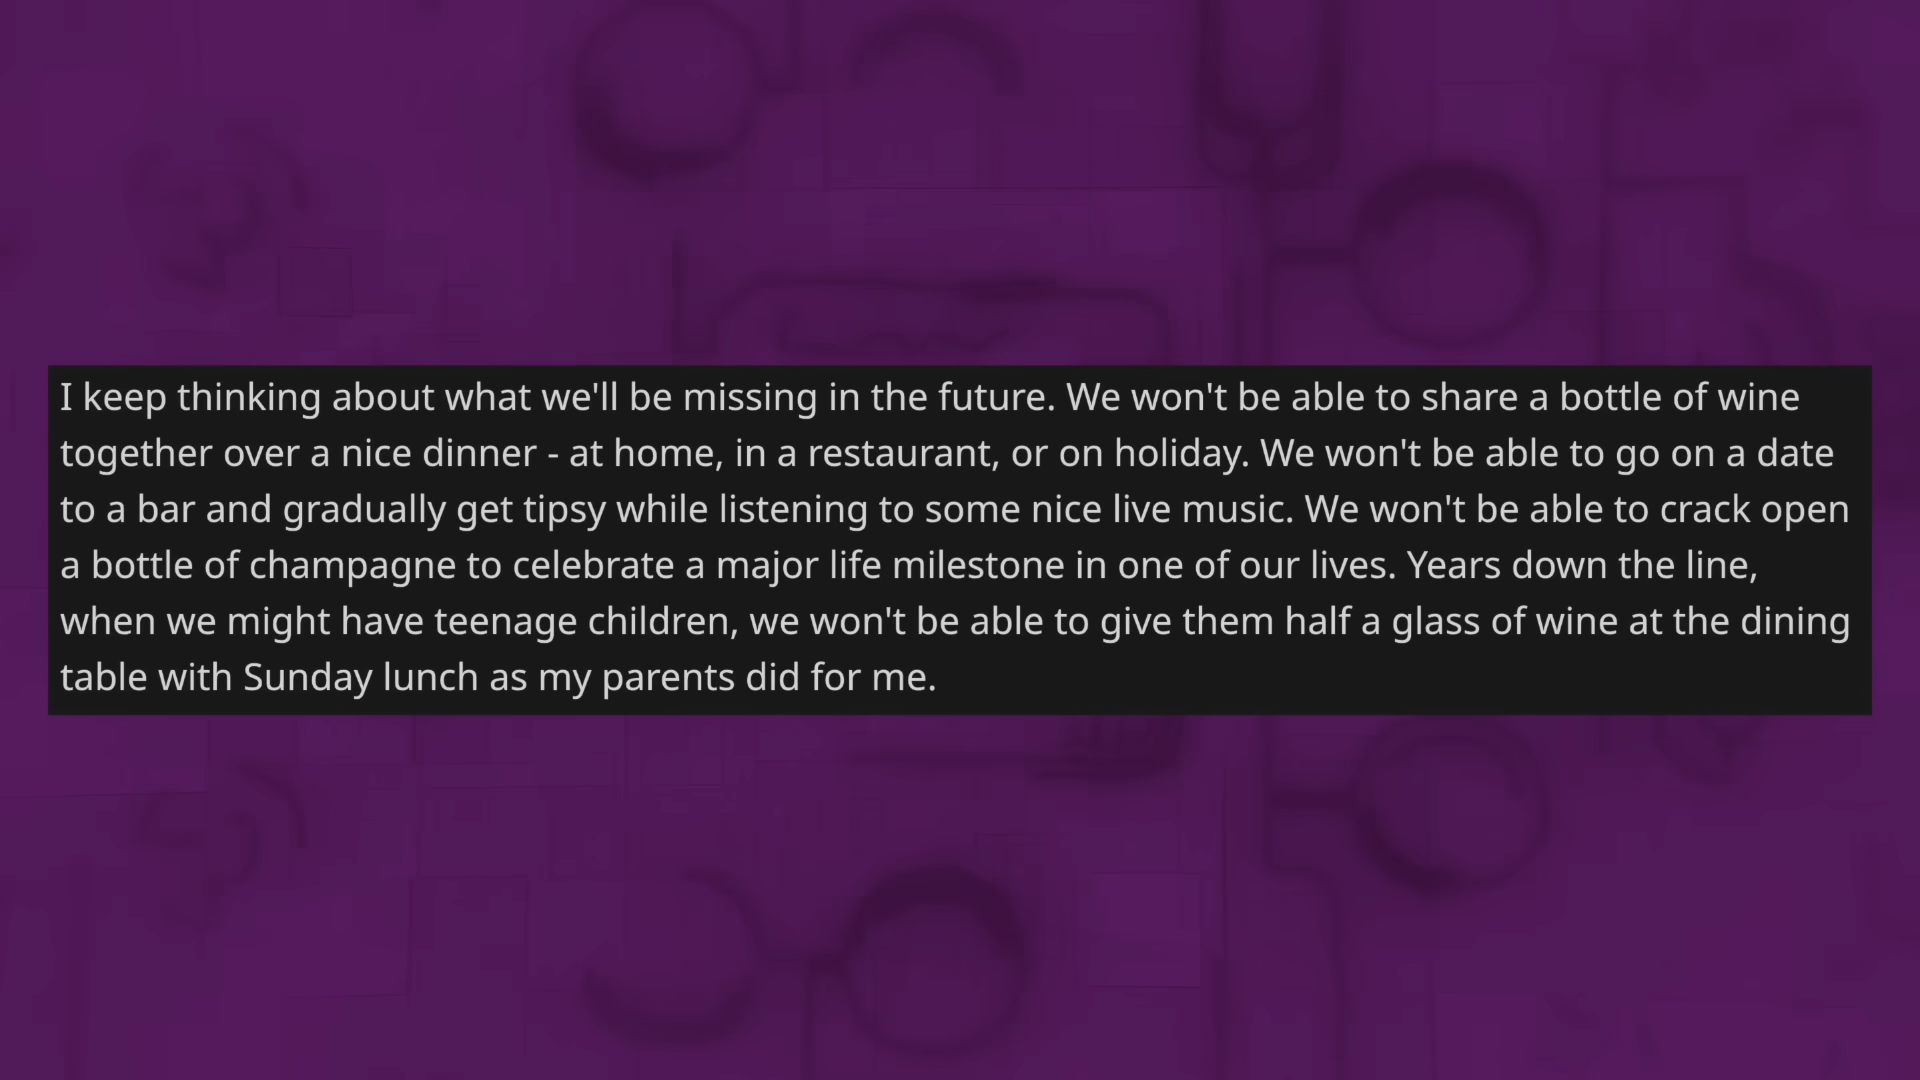 I keep thinking about what we'll be missing in the future. We won't be able to share a bottle of wine
together over a nice dinner - at home, in a restaurant, or on holiday. We won't be able to go on a date
to a bar and gradually get tipsy while listening to some nice live music. We won't be able to crack open
a bottle of champagne to celebrate a major life milestone in one of our lives. Years down the line,
when we might have teenage children, we won't be able to give them half a glass of wine at the dining
table with Sunday lunch as my parents did for me.